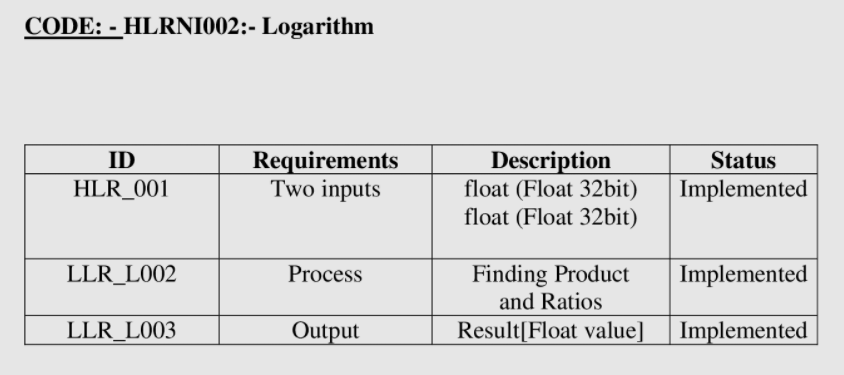 CODE: - HLRNI002:- Logarithm
ID Requirements Description Status
HLR_001 Two inputs float (Float 32bit) Implemented
float (Float 32bit)
LLR_L002 Process Finding Product Implemented
and Ratios
LLR_L003 Output Result[Float value] Implemented